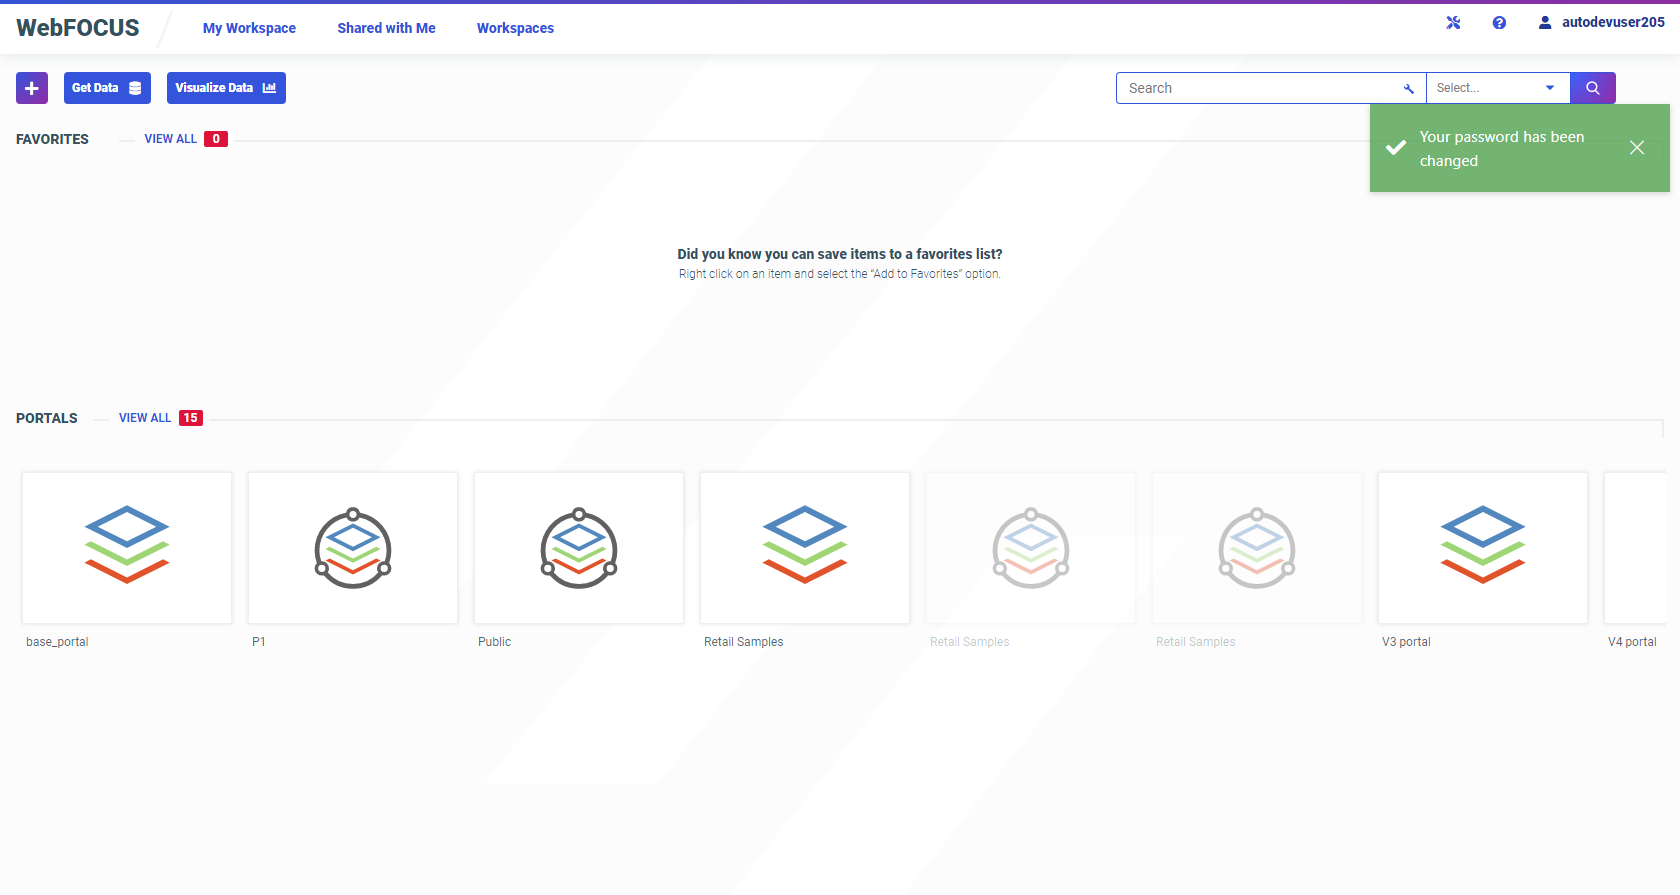 WebFOCUS
My Workspace
Shared with Me
Workspaces
autodevuser205
Get Data
Visualize Data
Search
Select...
FAVORITES
VIEW ALL 0
Your password has been
changed
Did you know you can save items to a favorites list?
Right click on an item and select the “Add to Favorites” option.
PORTALS
VIEW ALL 15
base_portal
P1
Public
Retail Samples
Retail Samples
Retail Samples
V3 portal
V4 portal